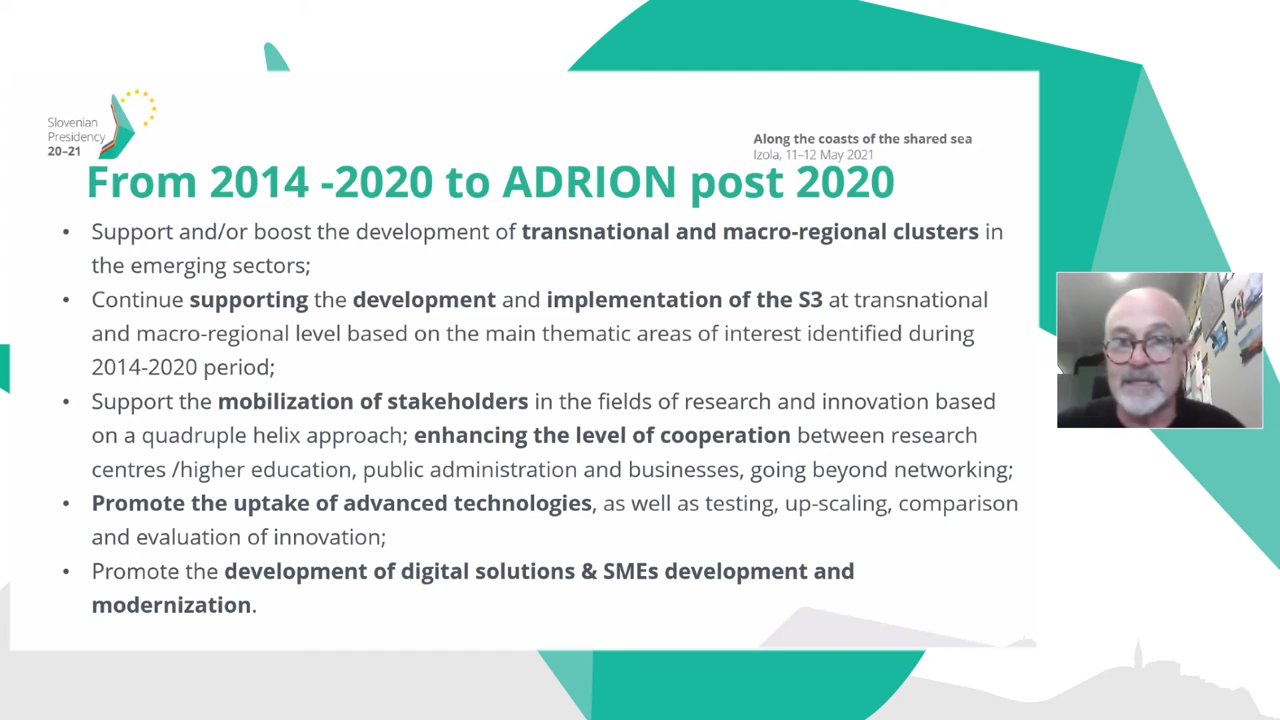 Slovenian
Presidency
20–21
Along the coasts of the shared sea
Izola, 11–12 May 2021
From 2014 -2020 to ADRION post 2020
• Support and/or boost the development of transnational and macro-regional clusters in
the emerging sectors;
• Continue supporting the development and implementation of the S3 at transnational
and macro-regional level based on the main thematic areas of interest identified during
2014-2020 period;
• Support the mobilization of stakeholders in the fields of research and innovation based
on a quadruple helix approach; enhancing the level of cooperation between research
centres /higher education, public administration and businesses, going beyond networking;
• Promote the uptake of advanced technologies, as well as testing, up-scaling, comparison
and evaluation of innovation;
• Promote the development of digital solutions & SMEs development and
modernization.